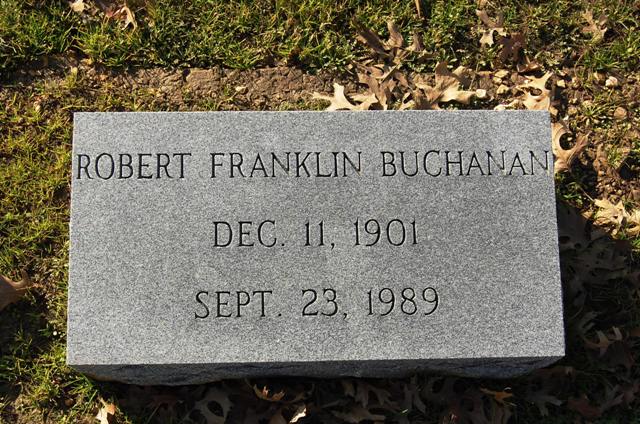 ROBERT FRANKLIN BUCHANAN
DEC. 11, 1901
SEPT. 23, 1989